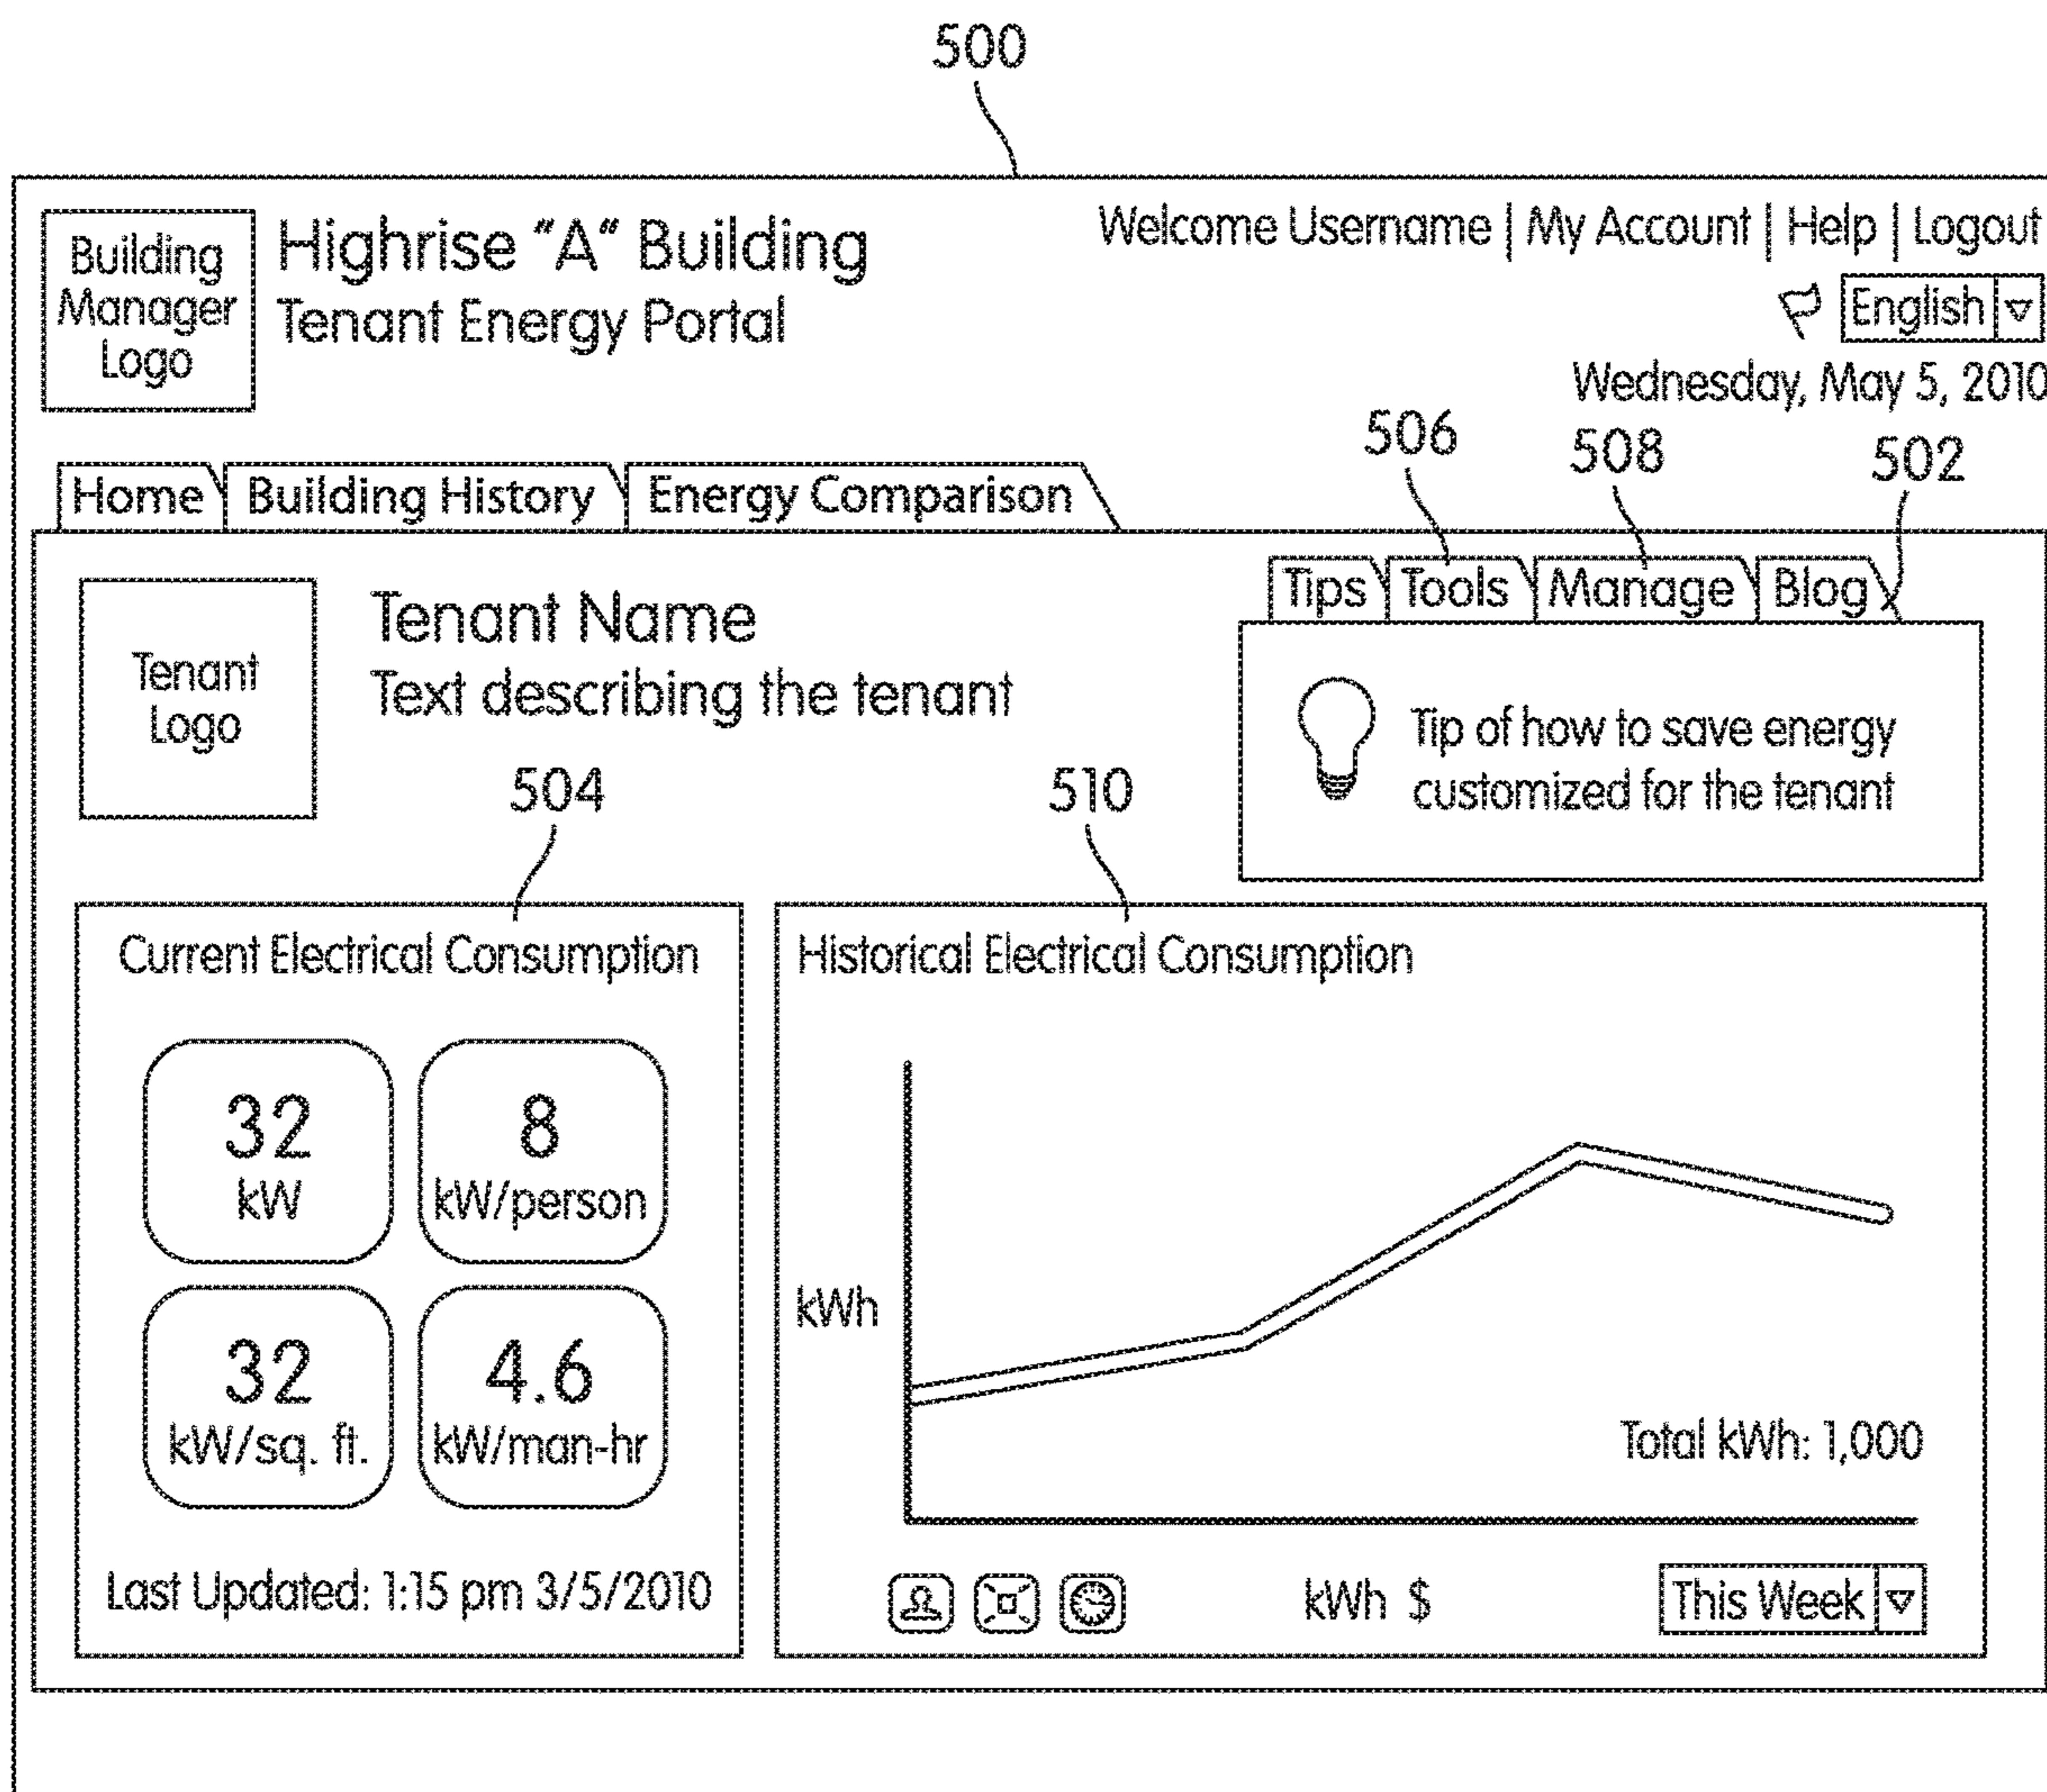 500
Building
Manager
Logo
Highrise "A" Building
Tenant Energy Portal
Welcome Username | My Account | Help | Logout
English
Wednesday, May 5, 2010
506
508
502
Home
Building History
Energy Comparison
Tips
Tools
Manage
Blog
Tenant
Logo
Tenant Name
Text describing the tenant
Tip of how to save energy
customized for the tenant
504
510
Current Electrical Consumption
32
kW
8
kW/person
32
kW/sq. ft.
4.6
kW/man-hr
Last Updated: 1:15 pm 3/5/2010
Historical Electrical Consumption
kWh
Total kWh: 1,000
kWh $
This Week